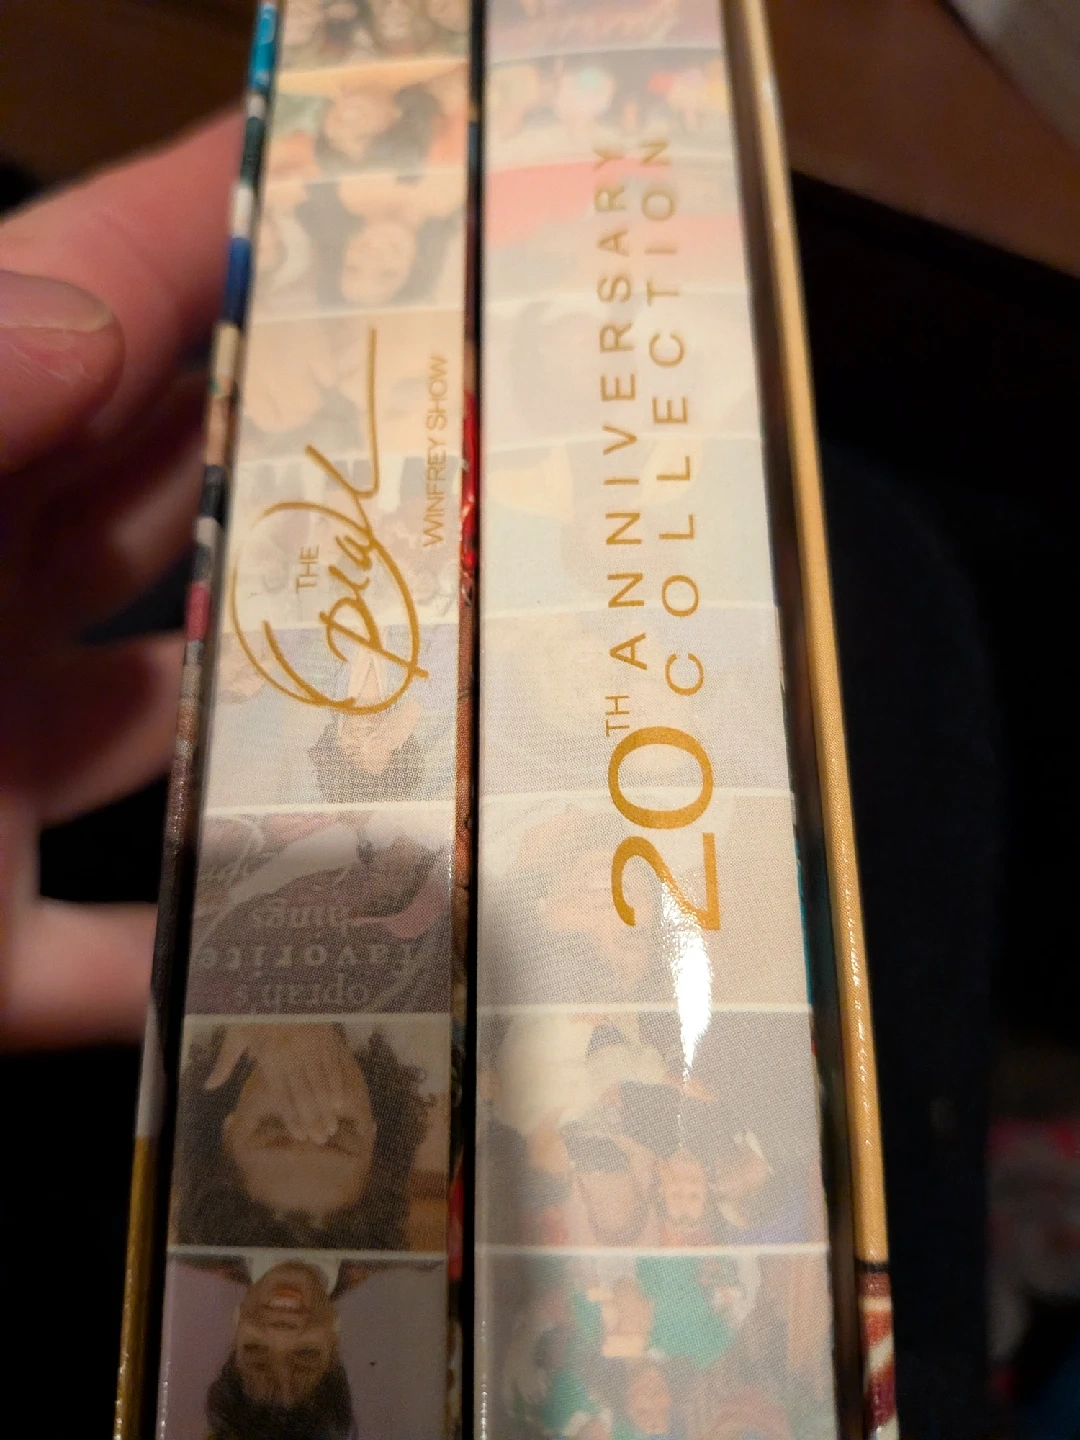 THE
Oprah
WINFREY SHOW
20TH ANNIVERSARY
COLLECTION
oprah's
favorite
things